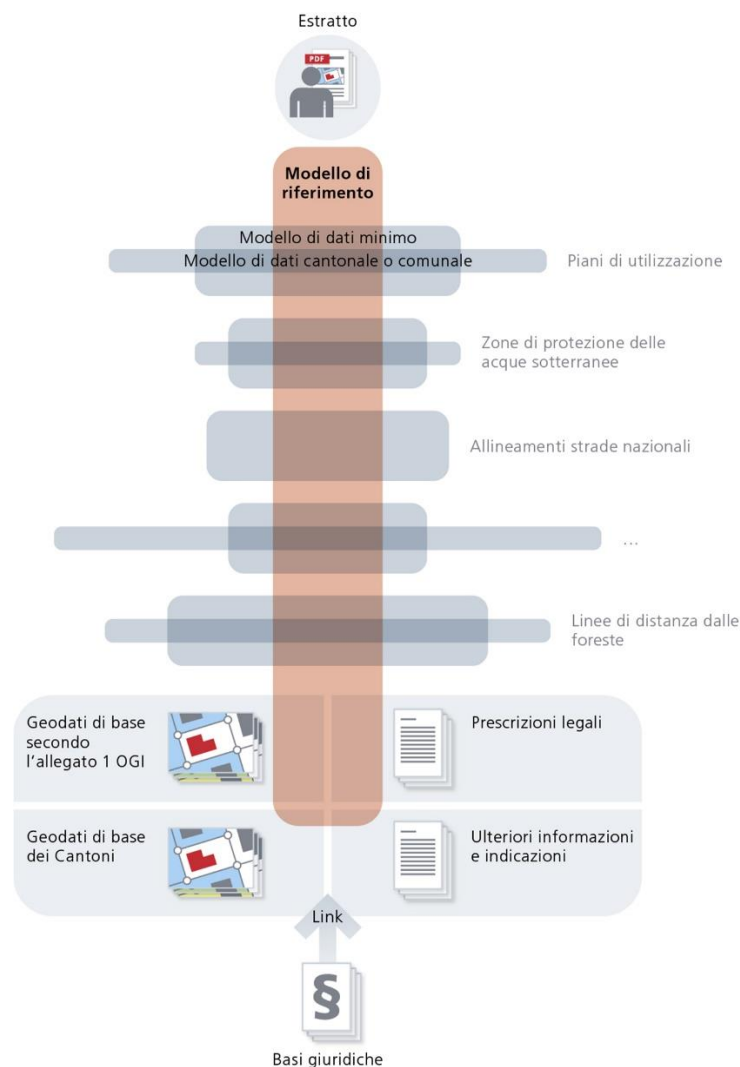 Estratto
PDF
Modello di
riferimento
Modello di dati minimo
Modello di dati cantonale o comunale
Piani di utilizzazione
Zone di protezione delle
acque sotterranee
Allineamenti strade nazionali
...
Linee di distanza dalle
foreste
Geodati di base
secondo
l'allegato 1 OGI
Prescrizioni legali
Geodati di base
dei Cantoni
Ulteriori informazioni
e indicazioni
Link
§
Basi giuridiche